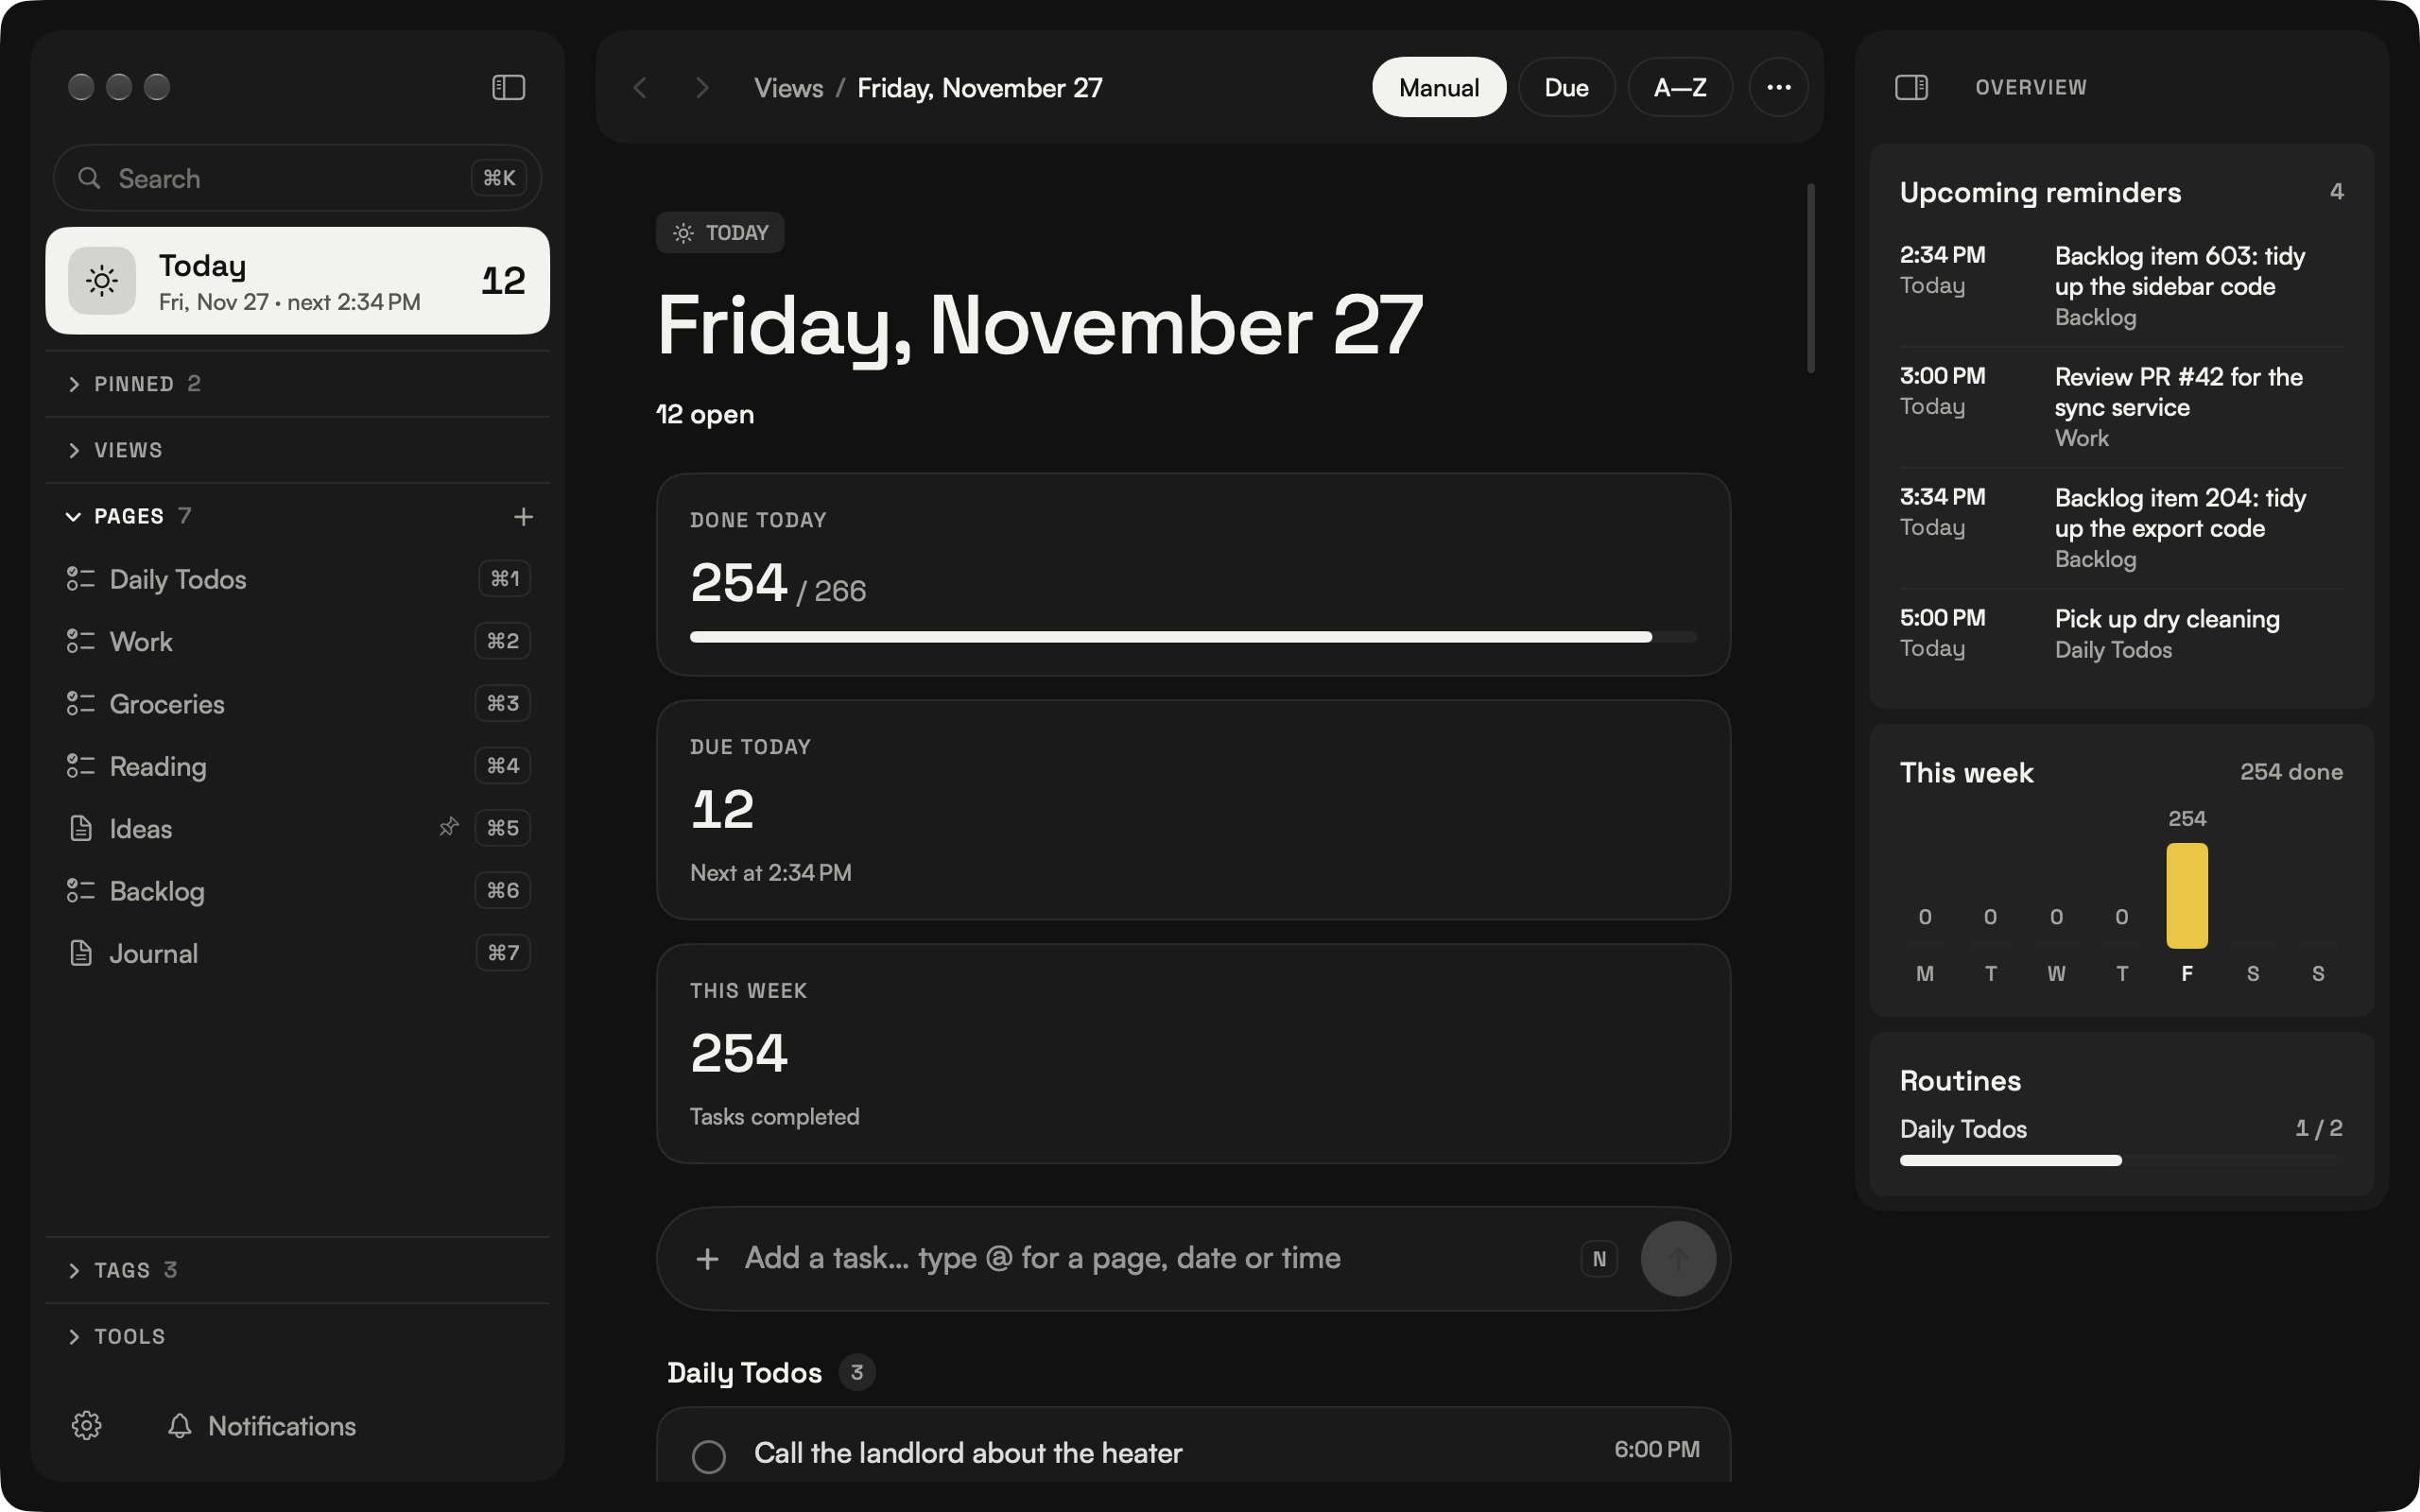 Search ⌘K
Today
Fri, Nov 27 · next 2:34 PM
12
PINNED 2
VIEWS
PAGES 7
Daily Todos ⌘1
Work ⌘2
Groceries ⌘3
Reading ⌘4
Ideas ⌘5
Backlog ⌘6
Journal ⌘7
TAGS 3
TOOLS
Notifications
Views / Friday, November 27
Manual Due A—Z
TODAY
Friday, November 27
12 open
DONE TODAY
254 / 266
DUE TODAY
12
Next at 2:34 PM
THIS WEEK
254
Tasks completed
Add a task... type @ for a page, date or time N
Daily Todos 3
Call the landlord about the heater 6:00 PM
OVERVIEW
Upcoming reminders 4
2:34 PM Backlog item 603: tidy
Today up the sidebar code
Backlog
3:00 PM Review PR #42 for the
Today sync service
Work
3:34 PM Backlog item 204: tidy
Today up the export code
Backlog
5:00 PM Pick up dry cleaning
Today Daily Todos
This week 254 done
254
0 0 0 0
M T W T F S S
Routines
Daily Todos 1 / 2